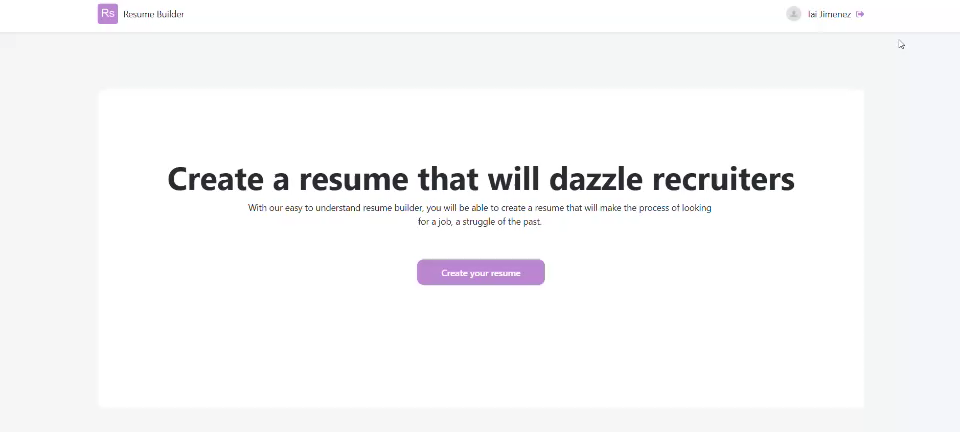 Rs Resume Builder
Tai Jimenez
Create a resume that will dazzle recruiters
With our easy to understand resume builder, you will be able to create a resume that will make the process of looking
for a job, a struggle of the past.
Create your resume